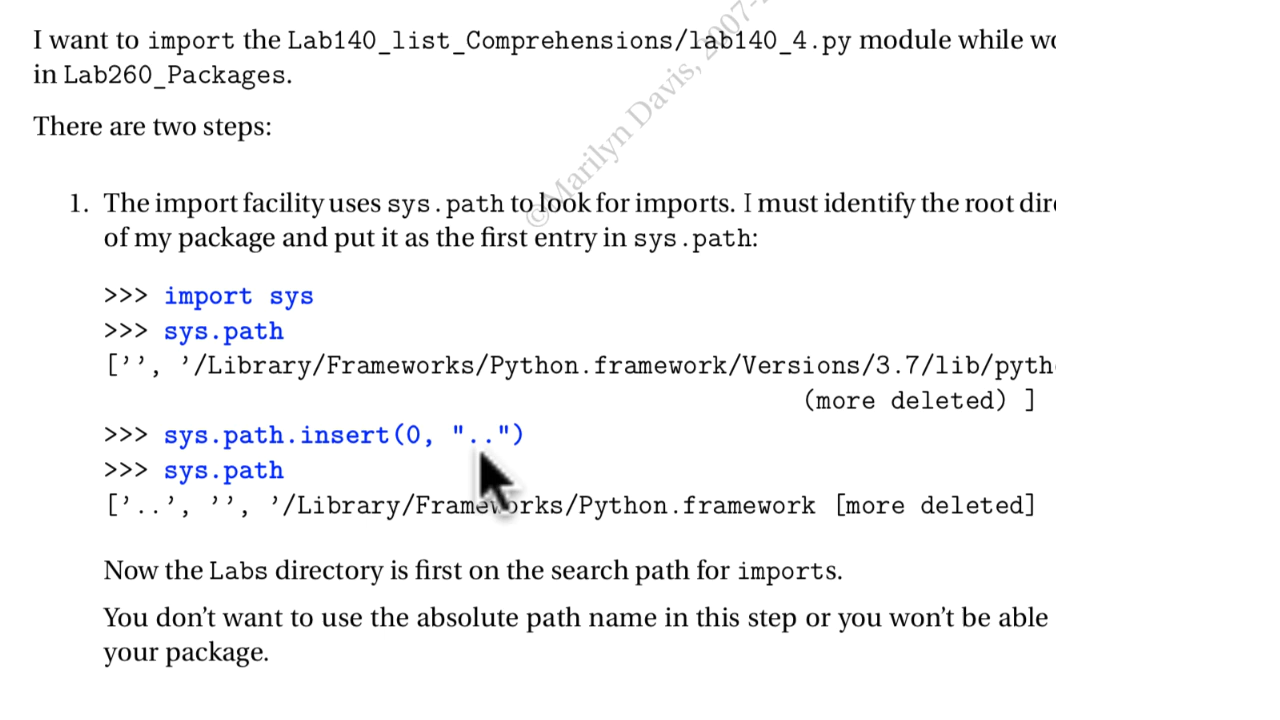 I want to import the Lab140_list_Comprehensions/lab140_4.py module while
in Lab260_Packages.
There are two steps:
1. The import facility uses sys.path to look for imports. I must identify the root
of my package and put it as the first entry in sys.path:
>>> import sys
>>> sys.path
['', '/Library/Frameworks/Python.framework/Versions/3.7/lib/pyth
(more deleted) ]
>>> sys.path.insert(0, "..")
>>> sys.path
['..', '', '/Library/Frameworks/Python.framework [more deleted]
Now the Labs directory is first on the search path for imports.
You don't want to use the absolute path name in this step or you won't be able
your package.
©Marilyn Davis,